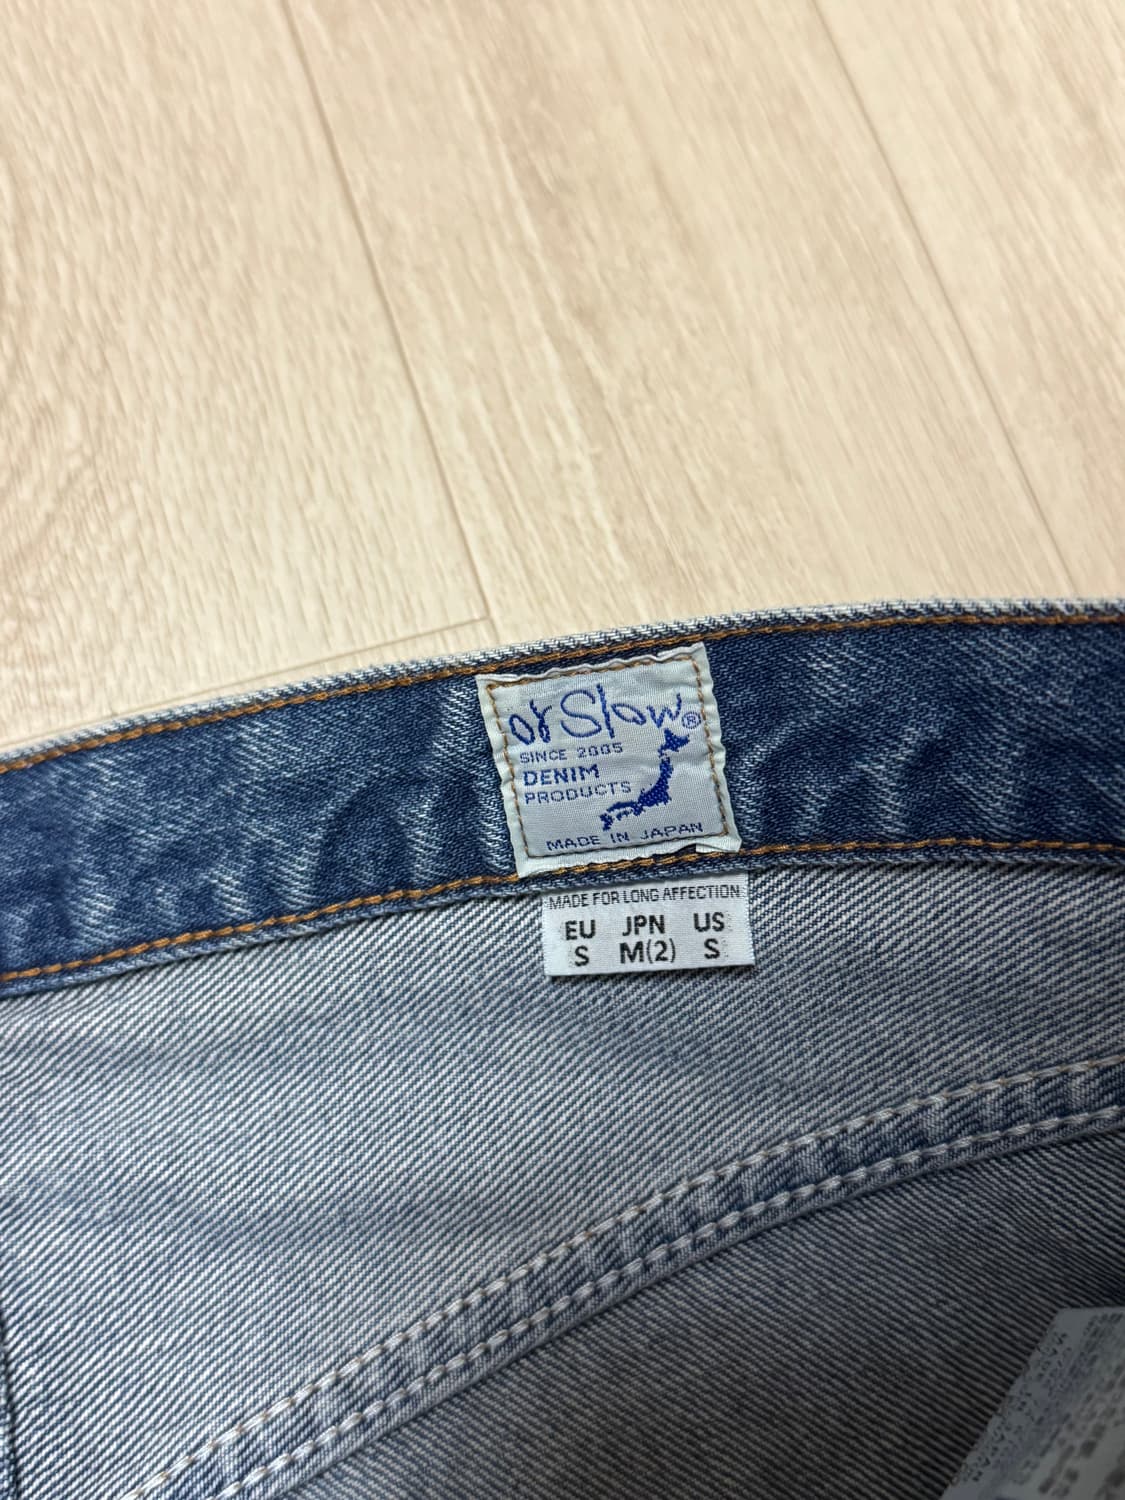 orSlow®
SINCE 2005
DENIM
PRODUCTS
MADE IN JAPAN
MADE FOR LONG AFFECTION
EU JPN US
S M(2) S